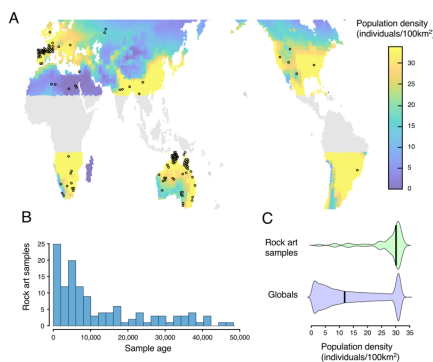 A
Population density
(individuals/100km²)
30
25
20
15
10
5
0
B
Rock art samples
25
20
15
10
5
0
0
10,000
20,000
30,000
40,000
50,000
Sample age
C
Rock art
samples
Globals
0
5
10
15
20
25
30
35
Population density
(individuals/100km²)